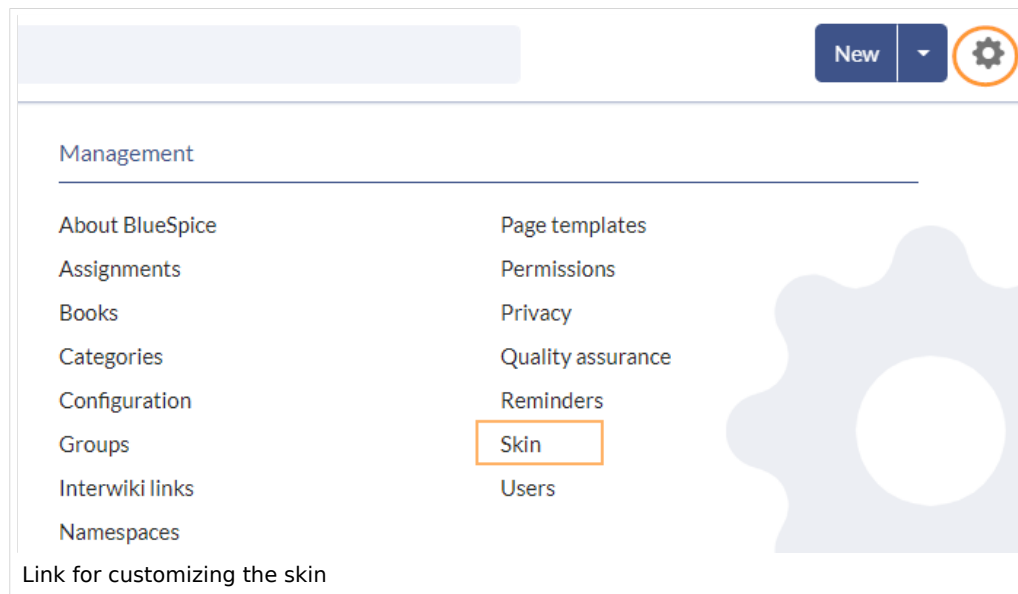 New
Management
About BlueSpice
Assignments
Books
Categories
Configuration
Groups
Interwiki links
Namespaces
Page templates
Permissions
Privacy
Quality assurance
Reminders
Skin
Users
Link for customizing the skin